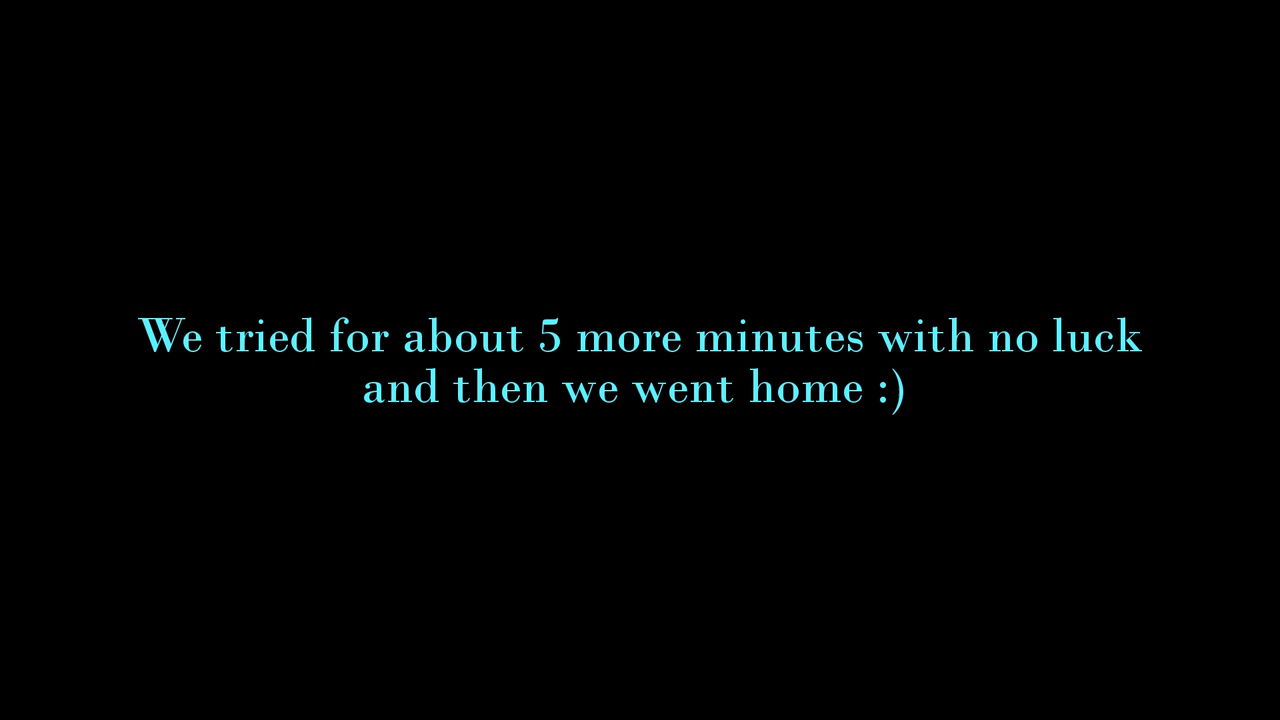 We tried for about 5 more minutes with no luck
and then we went home :)